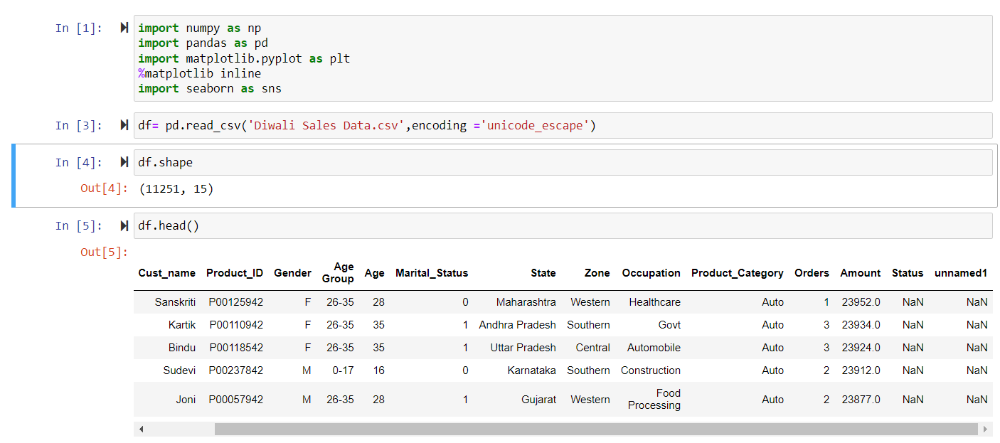 In [1]: import numpy as np
import pandas as pd
import matplotlib.pyplot as plt
%matplotlib inline
import seaborn as sns
In [3]: df= pd.read_csv('Diwali Sales Data.csv',encoding ='unicode_escape')
In [4]: df.shape
Out[4]: (11251, 15)
In [5]: df.head()
Out[5]:
Cust_name Product_ID Gender Age Group Age Marital_Status State Zone Occupation Product_Category Orders Amount Status unnamed1
Sanskriti P00125942 F 26-35 28 0 Maharashtra Western Healthcare Auto 1 23952.0 NaN NaN
Kartik P00110942 F 26-35 35 1 Andhra Pradesh Southern Govt Auto 3 23934.0 NaN NaN
Bindu P00118542 F 26-35 35 1 Uttar Pradesh Central Automobile Auto 3 23924.0 NaN NaN
Sudevi P00237842 M 0-17 16 0 Karnataka Southern Construction Auto 2 23912.0 NaN NaN
Joni P00057942 M 26-35 28 1 Gujarat Western Food Processing Auto 2 23877.0 NaN NaN